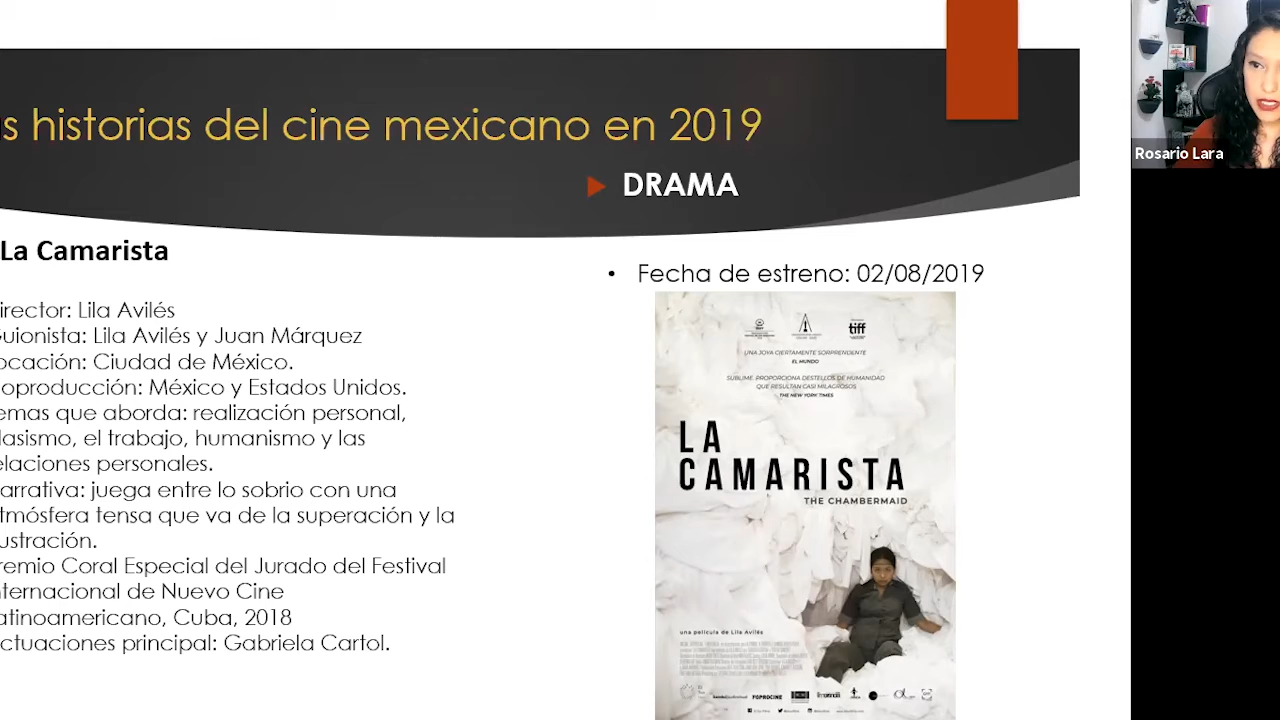 s historias del cine mexicano en 2019
DRAMA
La Camarista
irector: Lila Avilés
uionista: Lila Avilés y Juan Márquez
ocación: Ciudad de México.
oproducción: México y Estados Unidos.
emas que aborda: realización personal,
lasismo, el trabajo, humanismo y las
elaciones personales.
arrativa: juega entre lo sobrio con una
tmósfera tensa que va de la superación y la
ustración.
remio Coral Especial del Jurado del Festival
nternacional de Nuevo Cine
atinoamericano, Cuba, 2018
ctuaciones principal: Gabriela Cartol.
• Fecha de estreno: 02/08/2019
tiff
UNA JOYA CIERTAMENTE SORPRENDENTE
EL MUNDO
SUBLIME. PROPORCIONA DESTELLOS DE HUMANIDAD
QUE RESULTAN CASI MILAGROSOS
THE NEW YORK TIMES
LA
CAMARISTA
THE CHAMBERMAID
una película de Lila Avilés
FOPROCINE
Rosario Lara